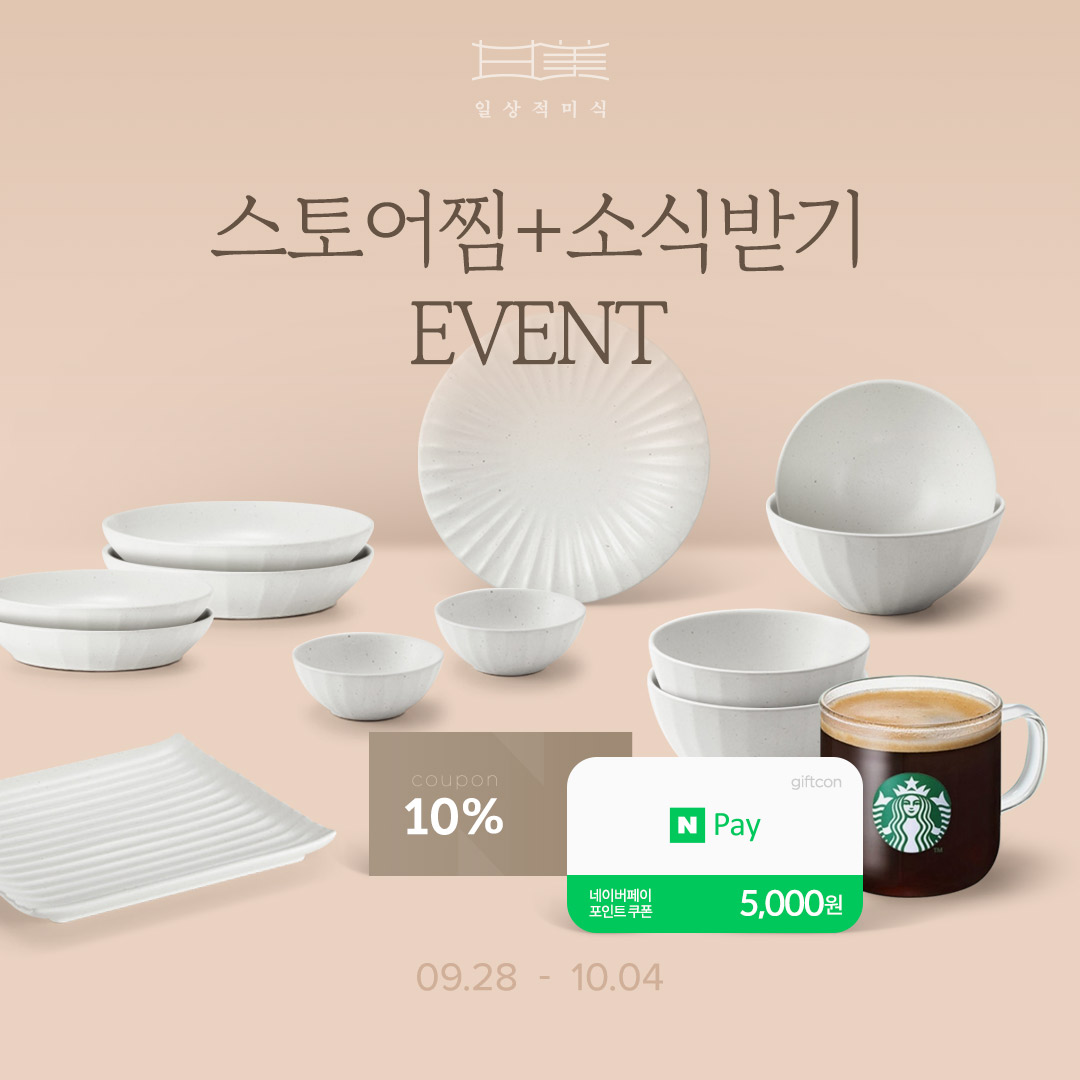 일상적미식
스토어찜+소식받기
EVENT
coupon
10%
giftcon
N Pay
네이버페이
포인트 쿠폰
5,000원
TM
09.28 - 10.04